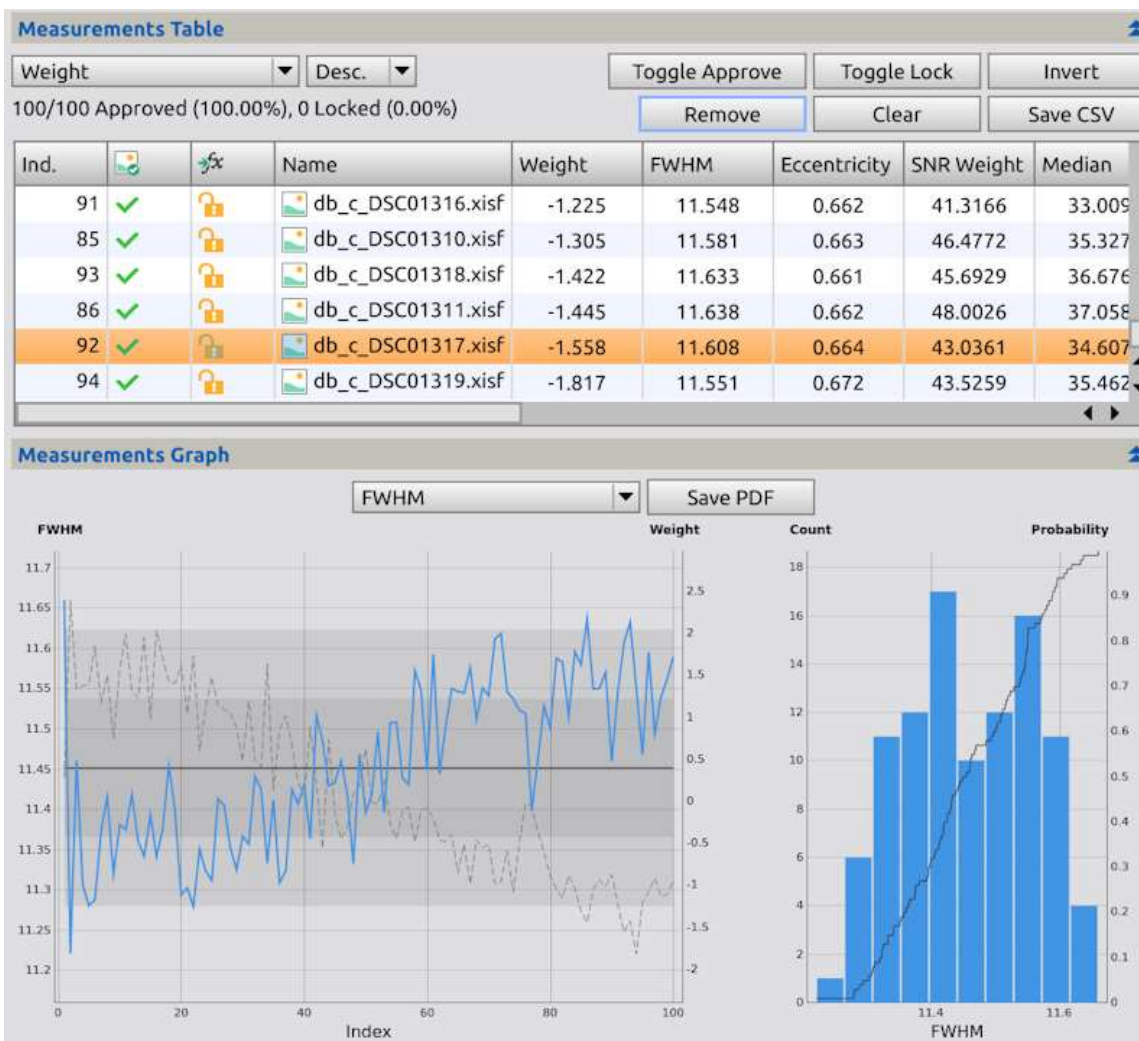 Measurements Table
Weight Desc. Toggle Approve Toggle Lock Invert
100/100 Approved (100.00%), 0 Locked (0.00%) Remove Clear Save CSV
Ind. fx Name Weight FWHM Eccentricity SNR Weight Median
91 db_c_DSC01316.xisf -1.225 11.548 0.662 41.3166 33.009
85 db_c_DSC01310.xisf -1.305 11.581 0.663 46.4772 35.327
93 db_c_DSC01318.xisf -1.422 11.633 0.661 45.6929 36.676
86 db_c_DSC01311.xisf -1.445 11.638 0.662 48.0026 37.058
92 db_c_DSC01317.xisf -1.558 11.608 0.664 43.0361 34.607
94 db_c_DSC01319.xisf -1.817 11.551 0.672 43.5259 35.462
Measurements Graph
FWHM Save PDF
FWHM Weight Count Probability
11.7
11.65
11.6
11.55
11.5
11.45
11.4
11.35
11.3
11.25
11.2
2.5
2
1.5
1
0.5
0
-0.5
-1
-1.5
-2
0 20 40 60 80 100
Index
18
16
14
12
10
8
6
4
2
0
0.9
0.8
0.7
0.6
0.5
0.4
0.3
0.2
0.1
0
11.4 11.6
FWHM